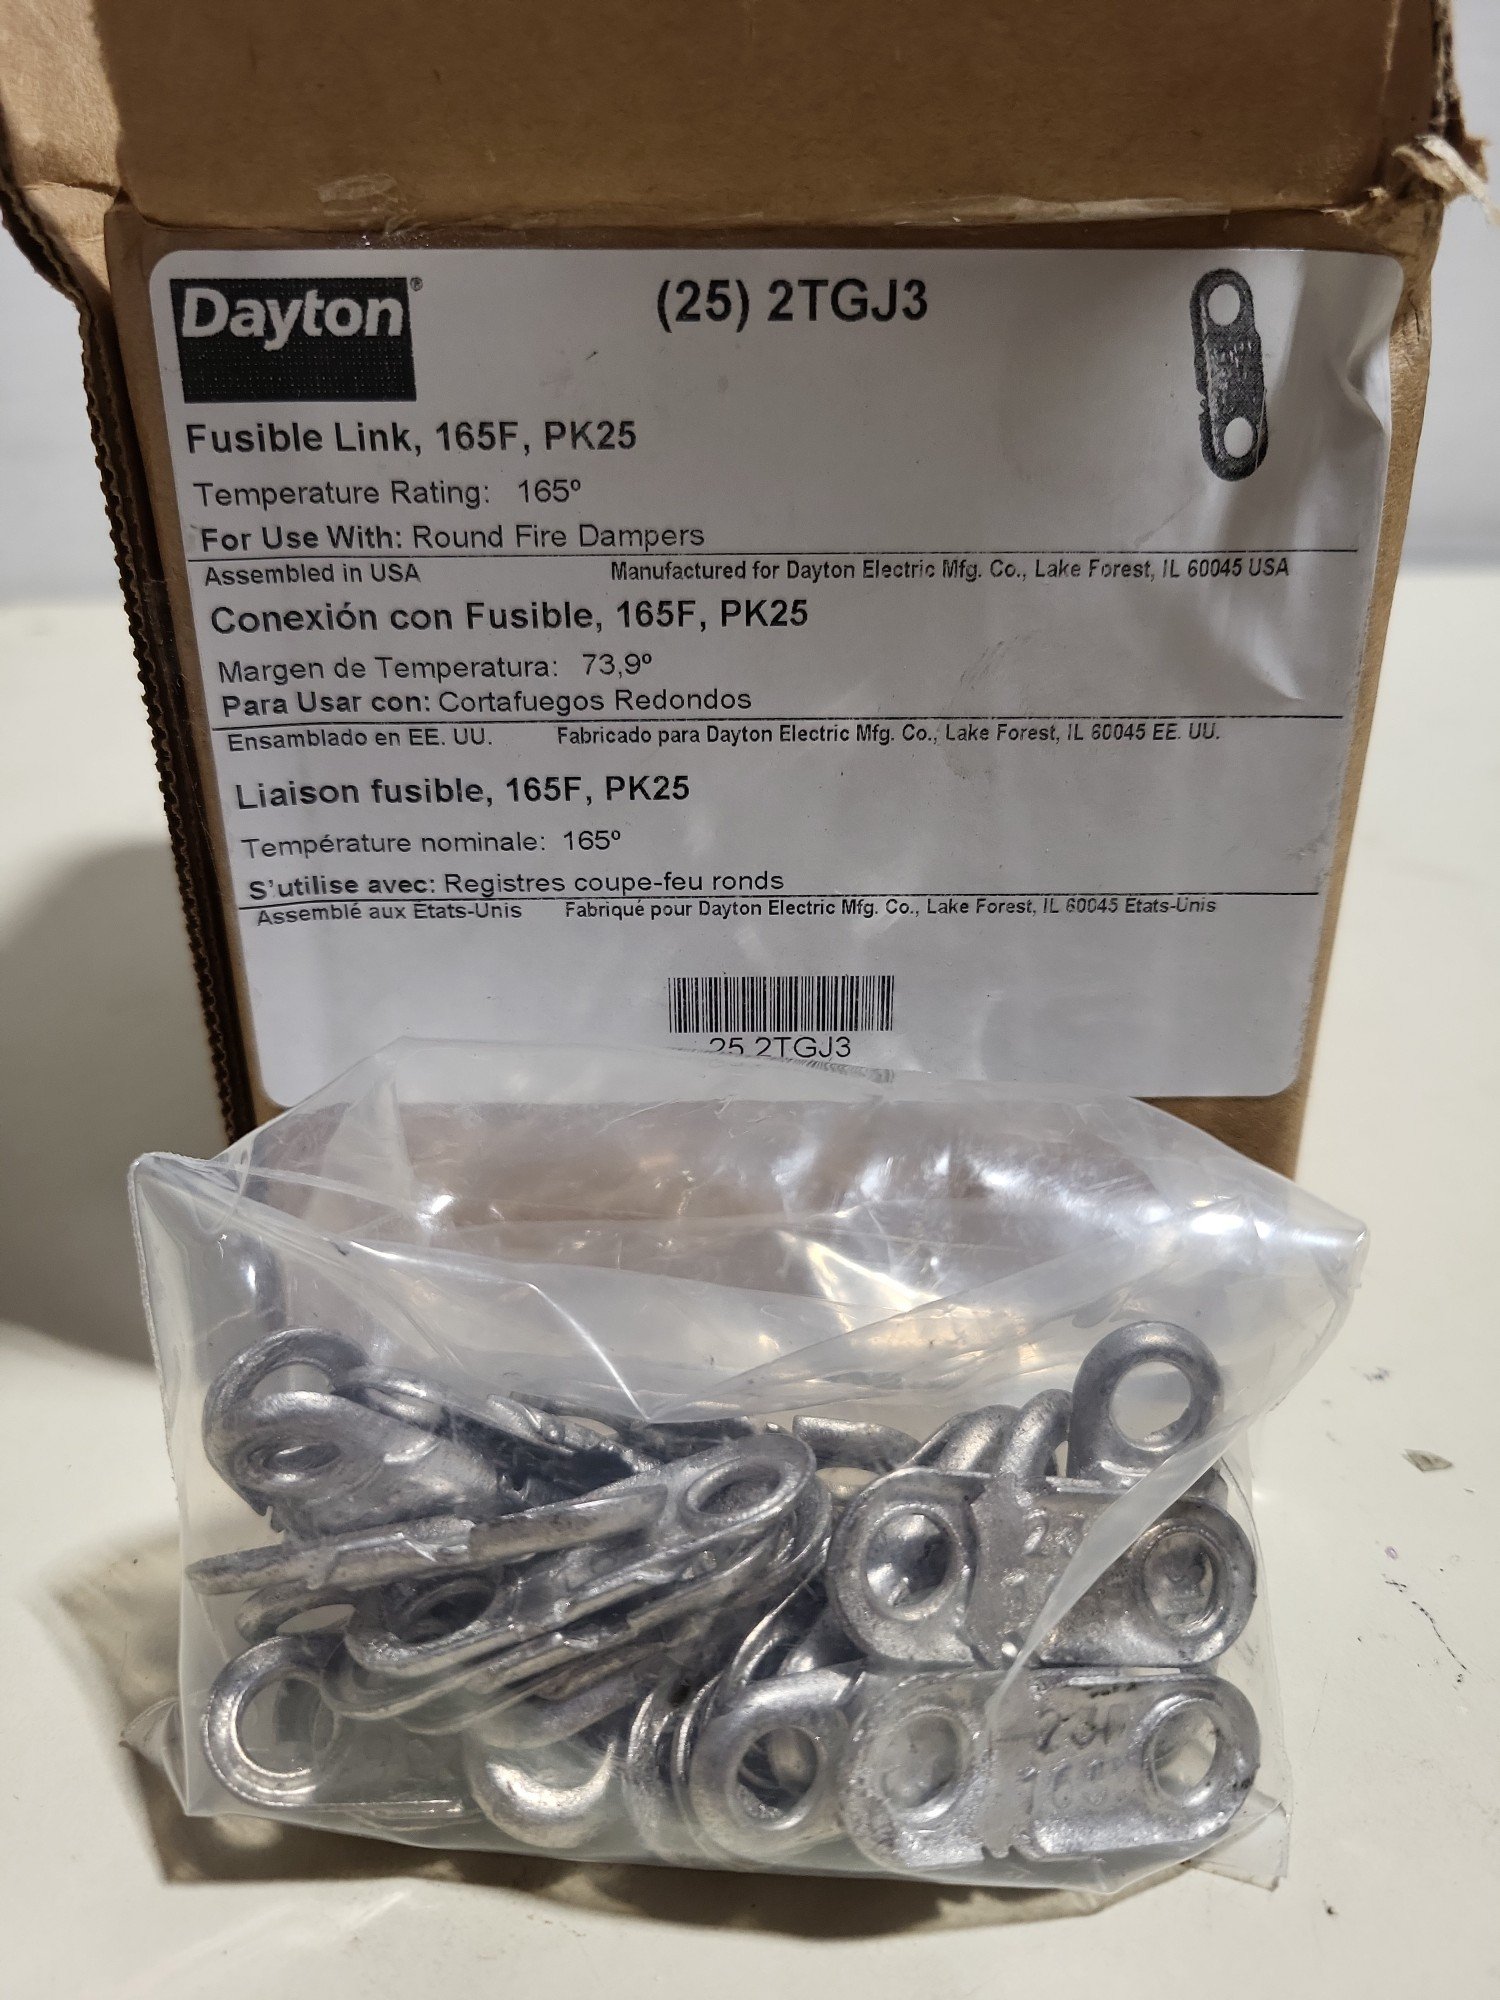 Dayton®
(25) 2TGJ3
Fusible Link, 165F, PK25
Temperature Rating: 165º
For Use With: Round Fire Dampers
Assembled in USA Manufactured for Dayton Electric Mfg. Co., Lake Forest, IL 60045 USA
Conexión con Fusible, 165F, PK25
Margen de Temperatura: 73,9º
Para Usar con: Cortafuegos Redondos
Ensamblado en EE. UU. Fabricado para Dayton Electric Mfg. Co., Lake Forest, IL 60045 EE. UU.
Liaison fusible, 165F, PK25
Température nominale: 165º
S'utilise avec: Registres coupe-feu ronds
Assemblé aux Etats-Unis Fabriqué pour Dayton Electric Mfg. Co., Lake Forest, IL 60045 Etats-Unis
25 2TGJ3
165